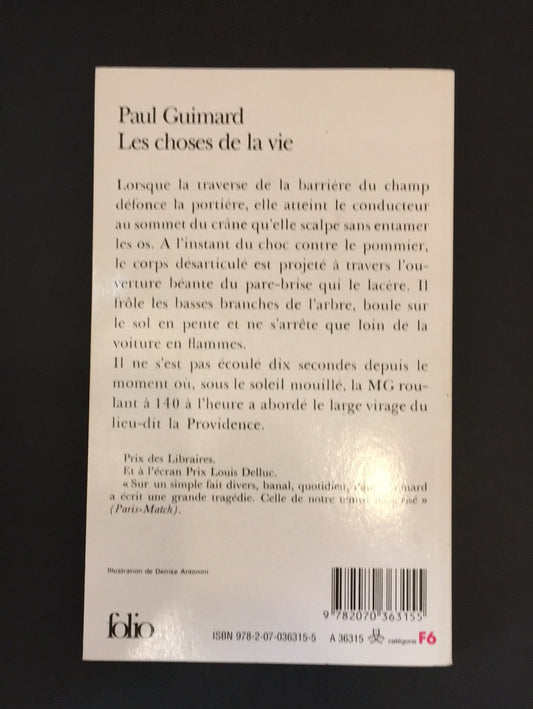 Paul Guimard
Les choses de la vie
Lorsque la traverse de la barrière du champ
défonce la portière, elle atteint le conducteur
au sommet du crâne qu'elle scalpe sans entamer
les os. A l'instant du choc contre le pommier,
le corps désarticulé est projeté à travers l'ou-
verture béante du pare-brise qui le lacère. Il
frôle les basses branches de l'arbre, boule sur
le sol en pente et ne s'arrête que loin de la
voiture en flammes.
Il ne s'est pas écoulé dix secondes depuis le
moment où, sous le soleil mouillé, la MG rou-
lant à 140 à l'heure a abordé le large virage du
lieu-dit la Providence.
Prix des Libraires.
Et à l'écran Prix Louis Delluc.
« Sur un simple fait divers, banal, quotidien,
a écrit une grande tragédie. Celle de notre »
(Paris-Match).
Illustration de Denise Antonini
9 782070 363155
folio
ISBN 978-2-07-036315-5 A 36315 catégorie F6